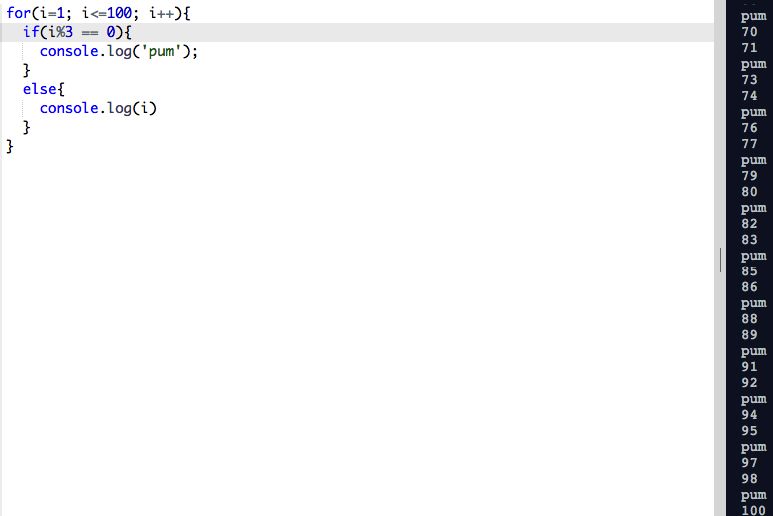 for(i=1; i<=100; i++){
if(i%3 == 0){
console.log('pum');
}
else{
console.log(i)
}
}
pum
70
71
pum
73
74
pum
76
77
pum
79
80
pum
82
83
pum
85
86
pum
88
89
pum
91
92
pum
94
95
pum
97
98
pum
100